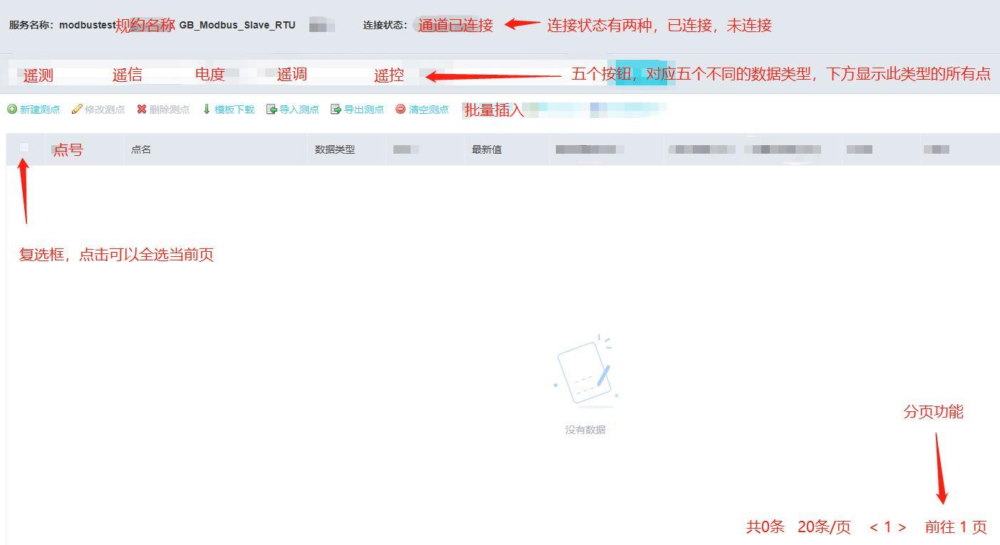 服务名称：modbustest规约名称 GB_Modbus_Slave_RTU 连接状态： 通道已连接 连接状态有两种，已连接，未连接
遥测 遥信 电度 遥调 遥控 五个按钮，对应五个不同的数据类型，下方显示此类型的所有点
新建测点 修改测点 删除测点 模板下载 导入测点 导出测点 清空测点 批量插入
点号 点名 数据类型 最新值
复选框，点击可以全选当前页
没有数据
分页功能
共0条 20条/页 < 1 > 前往 1 页